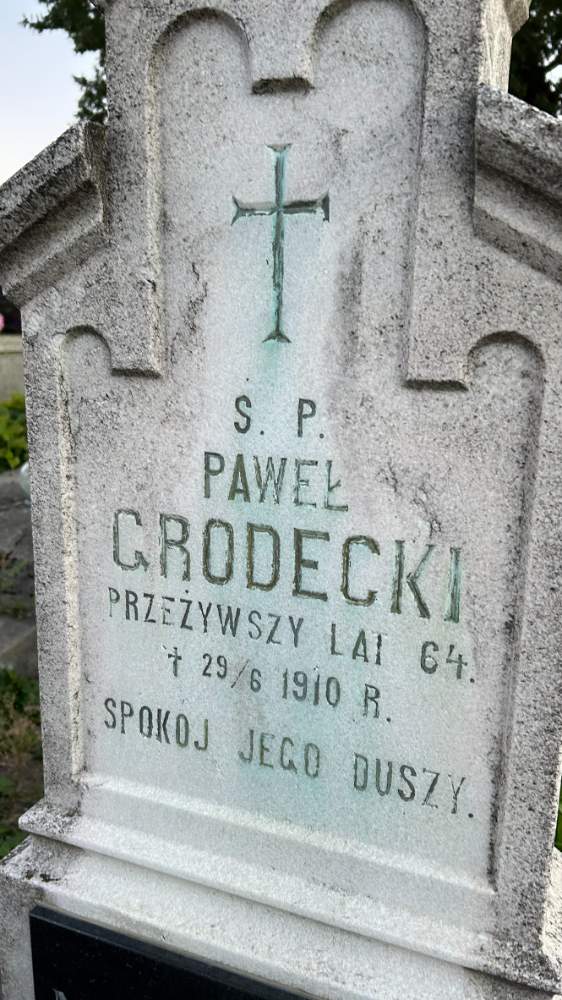 S. P.
PAWEŁ
GRODECKI
PRZEŻYWSZY LAT 64.
† 29/6 1910 R.
SPOKOJ JEGO DUSZY.